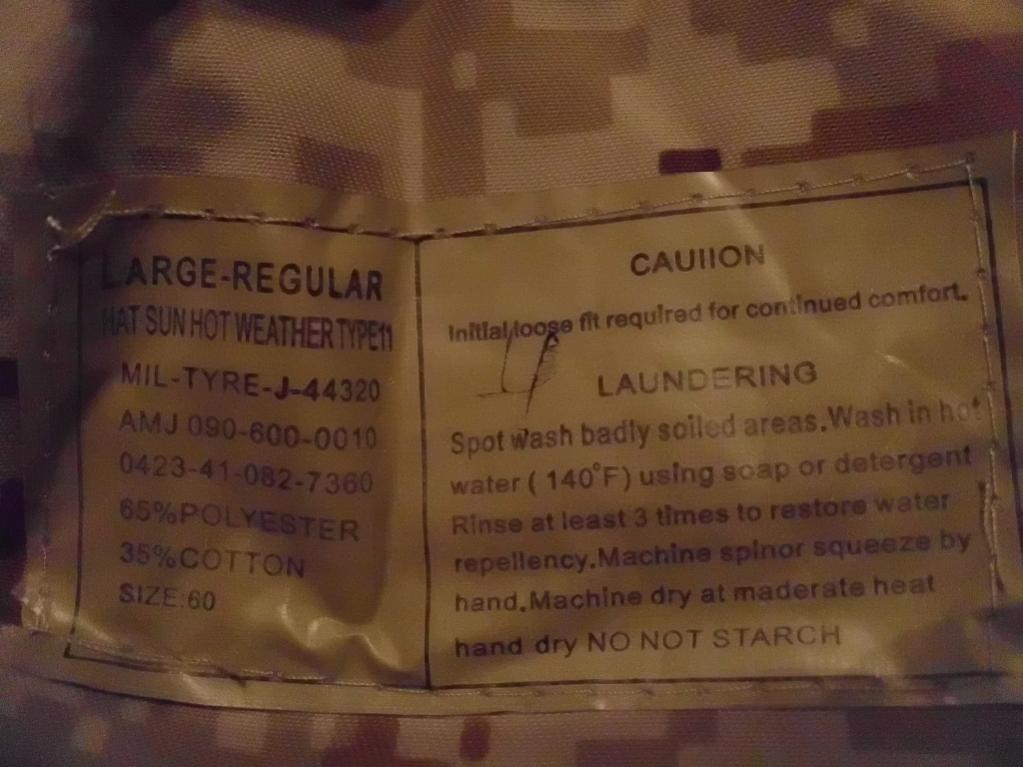 LARGE-REGULAR
HAT SUN HOT WEATHER TYPE11
MIL-TYRE-J-44320
AMJ 090-600-0010
0423-41-082-7360
65%POLYESTER
35%COTTON
SIZE:60
CAUIION
Initial loose fit required for continued comfort.
LAUNDERING
Spot wash badly soiled areas.Wash in hot
water ( 140°F) using soap or detergent
Rinse at least 3 times to restore water
repellency.Machine spinor squeeze by
hand.Machine dry at maderate heat
hand dry NO NOT STARCH